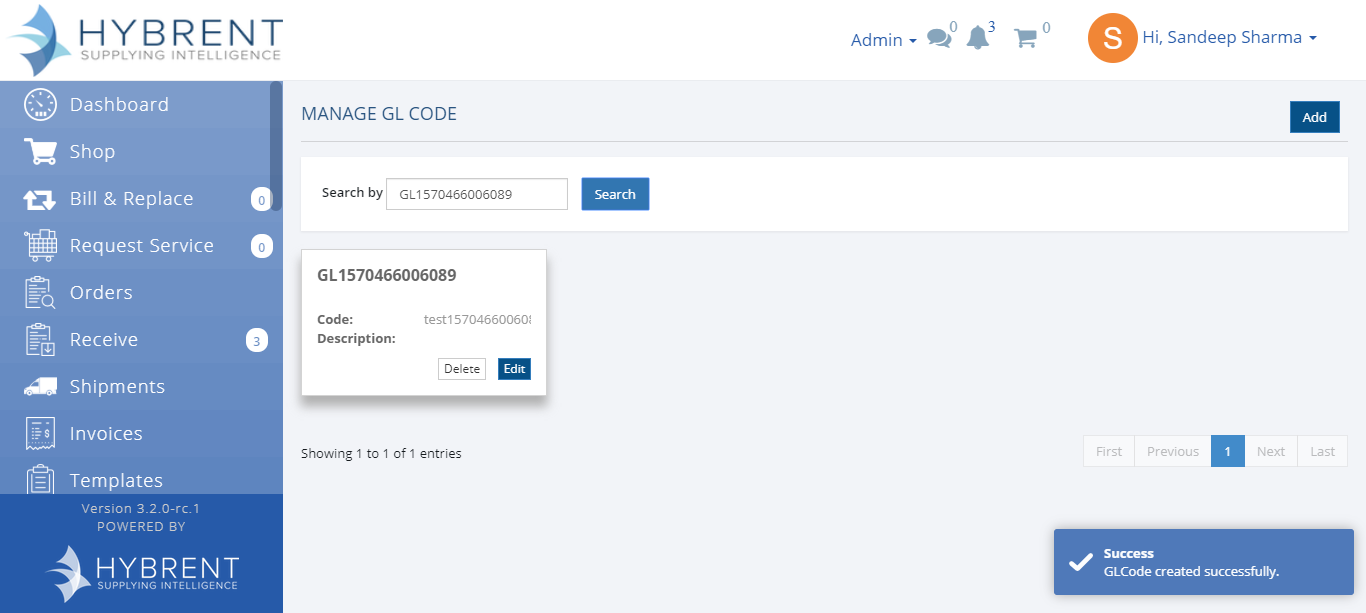 HYBRENT
SUPPLYING INTELLIGENCE
Admin
0
3
0
S
Hi, Sandeep Sharma
Dashboard
Shop
Bill & Replace
0
Request Service
0
Orders
Receive
3
Shipments
Invoices
Templates
Version 3.2.0-rc.1
POWERED BY
HYBRENT
SUPPLYING INTELLIGENCE
MANAGE GL CODE
Add
Search by
GL1570466006089
Search
GL1570466006089
Code: test157046600608
Description:
Delete
Edit
Showing 1 to 1 of 1 entries
First
Previous
1
Next
Last
Success
GLCode created successfully.